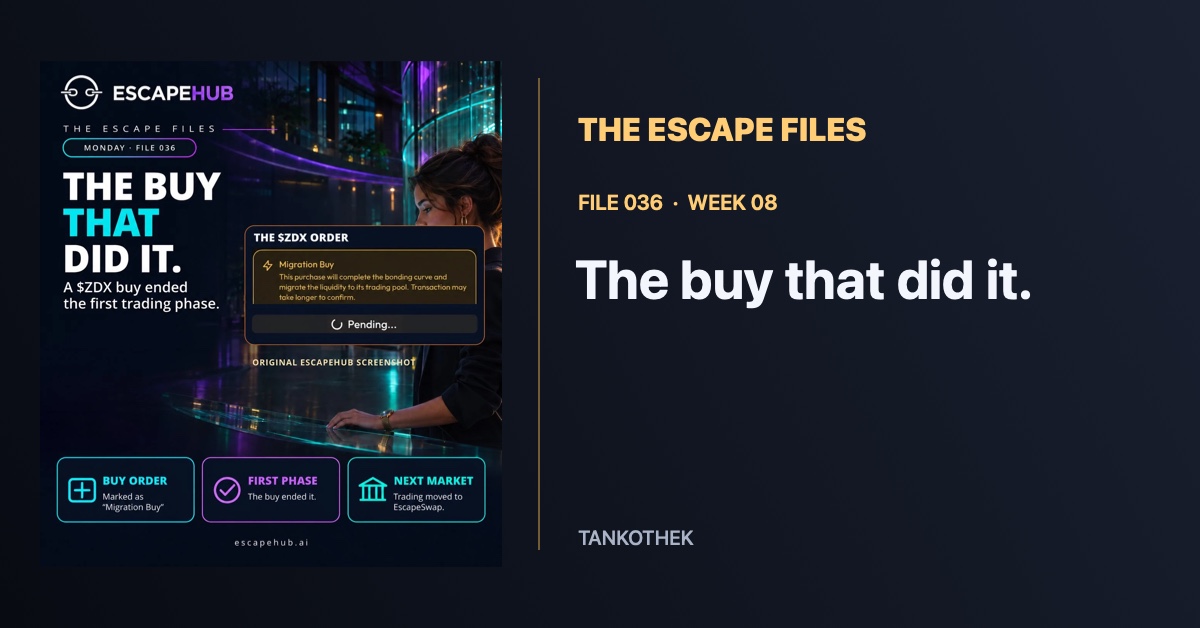 ESCAPEHUB
THE ESCAPE FILES
MONDAY · FILE 036
THE BUY
THAT
DID IT.
A $ZDX buy ended
the first trading phase.
THE $ZDX ORDER
Migration Buy
This purchase will complete the bonding curve and
migrate the liquidity to its trading pool. Transaction may
take longer to confirm.
Pending...
ORIGINAL ESCAPEHUB SCREENSHOT
BUY ORDER
Marked as
“Migration Buy”
FIRST PHASE
The buy ended it.
NEXT MARKET
Trading moved to
EscapeSwap.
escapehub.ai
THE ESCAPE FILES
FILE 036 · WEEK 08
The buy that did it.
TANKOTHEK